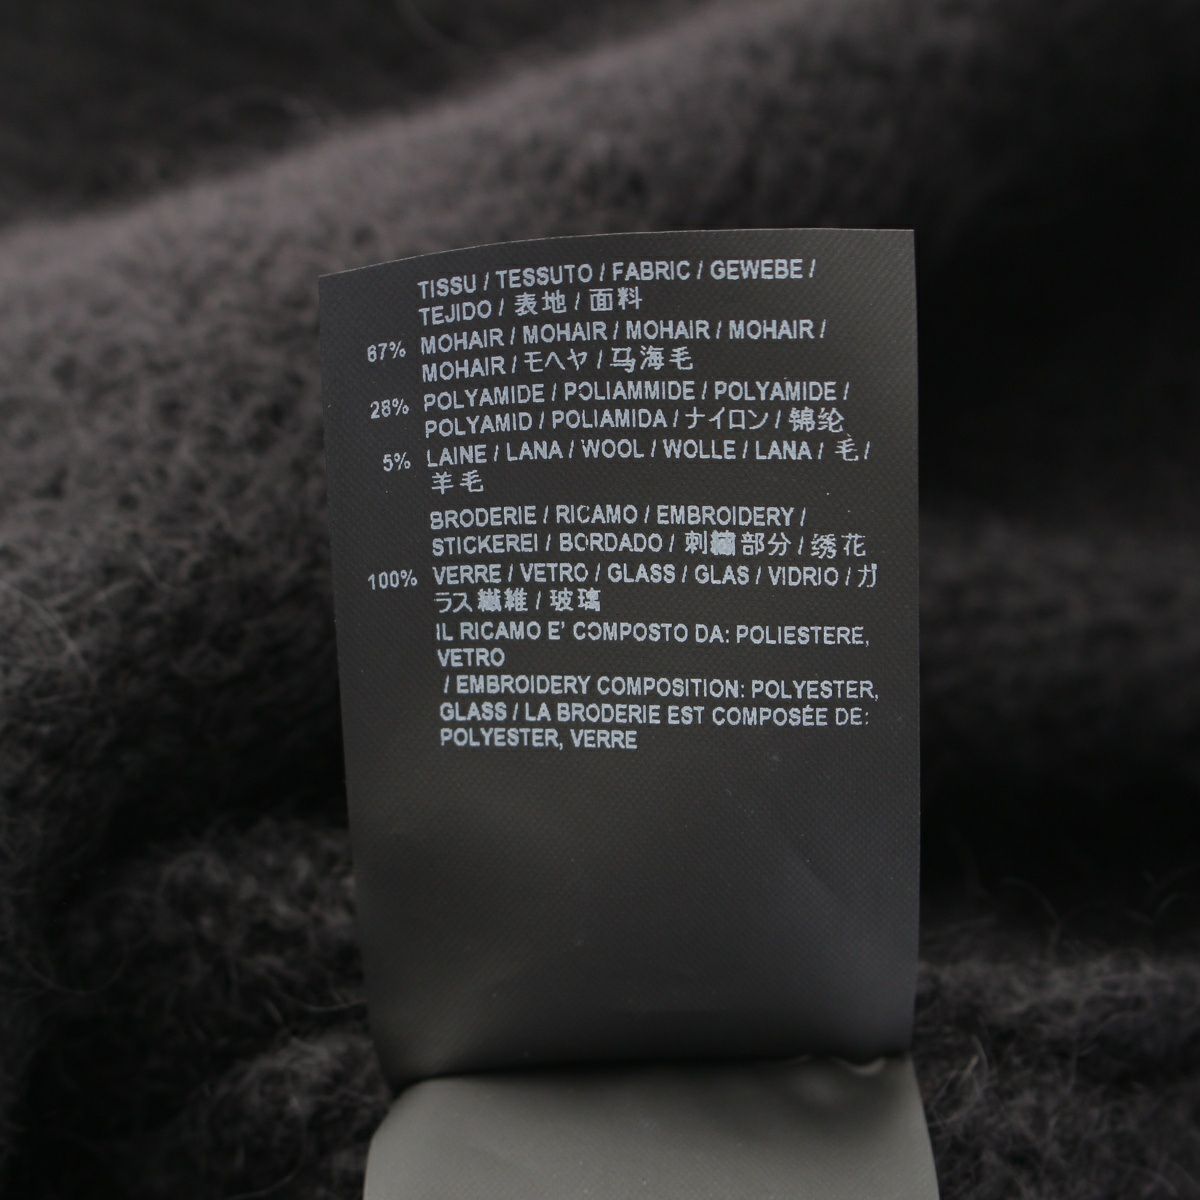 TISSU / TESSUTO / FABRIC / GEWEBE /
TEJIDO / 表地 / 面料
67% MOHAIR / MOHAIR / MOHAIR / MOHAIR /
MOHAIR / モヘヤ / 马海毛
28% POLYAMIDE / POLIAMMIDE / POLYAMIDE /
POLYAMID / POLIAMIDA / ナイロン / 锦纶
5% LAINE / LANA / WOOL / WOLLE / LANA / 毛 /
羊毛
BRODERIE / RICAMO / EMBROIDERY /
STICKEREI / BORDADO / 刺繍部分 / 绣花
100% VERRE / VETRO / GLASS / GLAS / VIDRIO / ガ
ラス繊維 / 玻璃
IL RICAMO E' COMPOSTO DA: POLIESTERE,
VETRO
/ EMBROIDERY COMPOSITION: POLYESTER,
GLASS / LA BRODERIE EST COMPOSÉE DE:
POLYESTER, VERRE